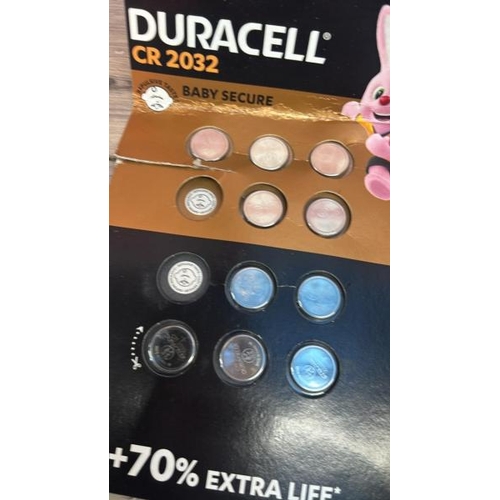 DURACELL®
CR 2032
BABY SECURE
+70% EXTRA LIFE*